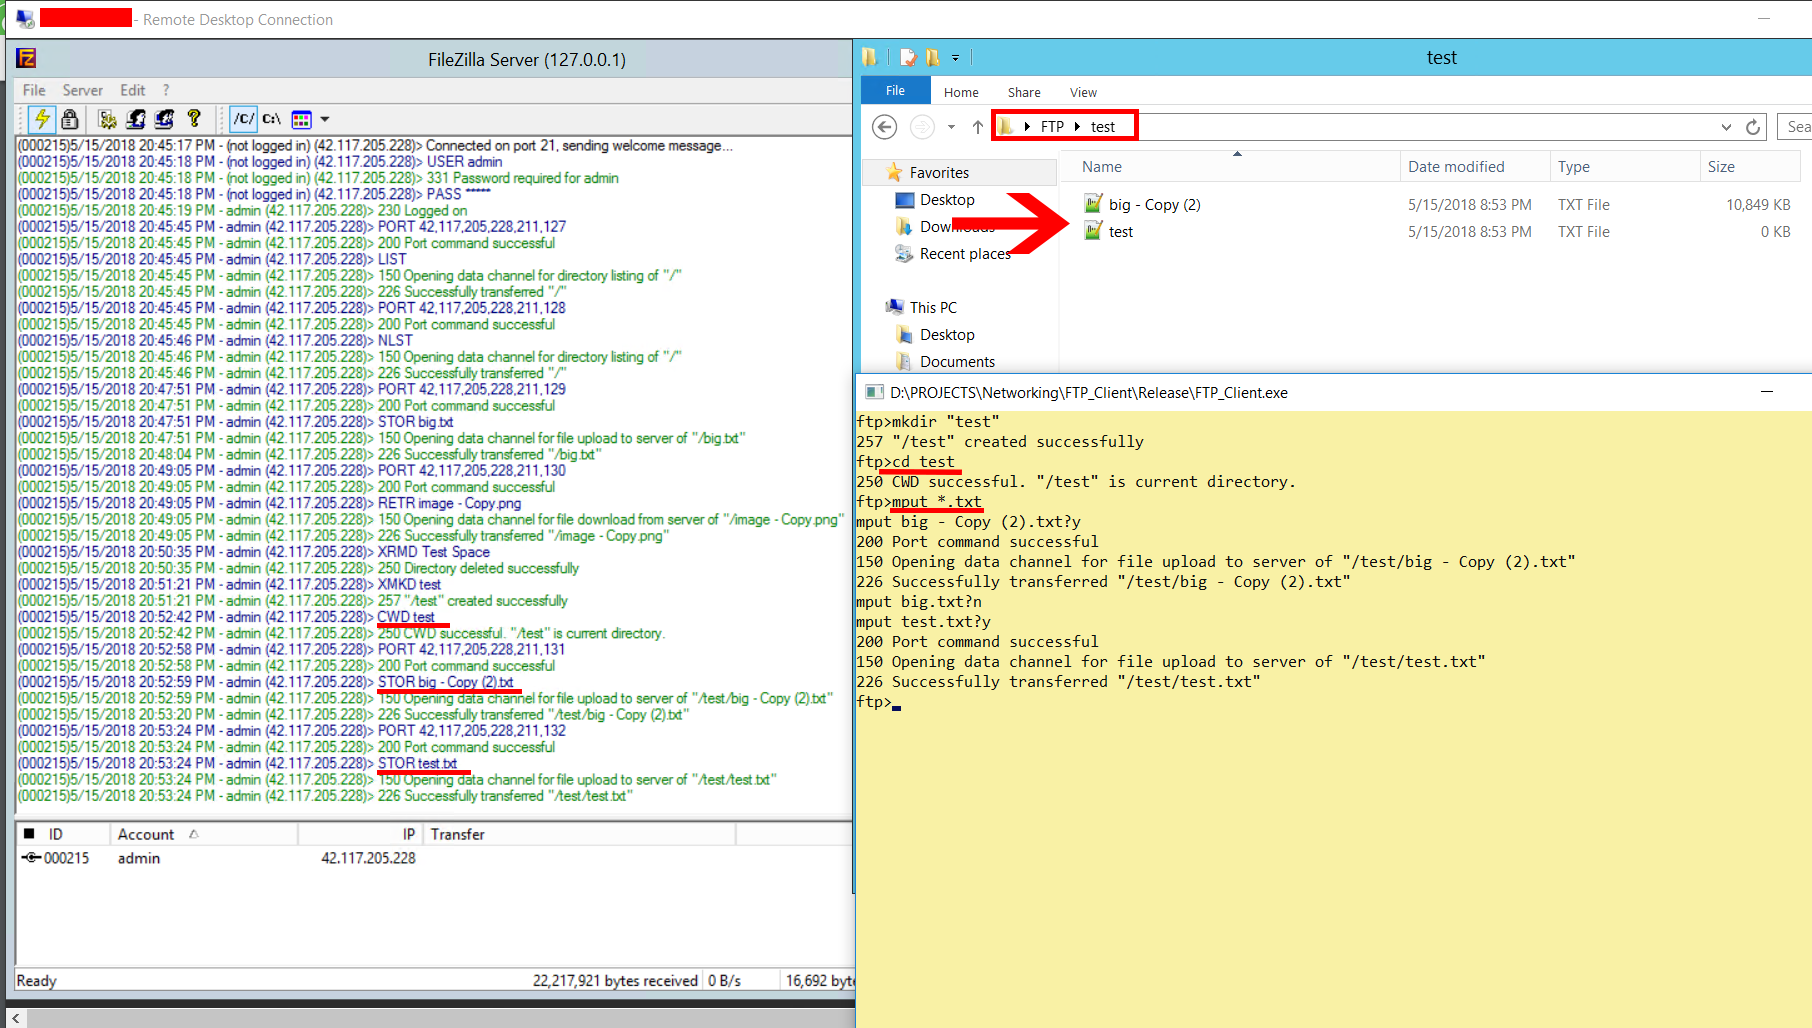 - Remote Desktop Connection
FileZilla Server (127.0.0.1)
File Server Edit ?
/C/ C:\
(000215)5/15/2018 20:45:17 PM - (not logged in) (42.117.205.228)> Connected on port 21, sending welcome message...
(000215)5/15/2018 20:45:18 PM - (not logged in) (42.117.205.228)> USER admin
(000215)5/15/2018 20:45:18 PM - (not logged in) (42.117.205.228)> 331 Password required for admin
(000215)5/15/2018 20:45:18 PM - (not logged in) (42.117.205.228)> PASS *****
(000215)5/15/2018 20:45:19 PM - admin (42.117.205.228)> 230 Logged on
(000215)5/15/2018 20:45:45 PM - admin (42.117.205.228)> PORT 42,117,205,228,211,127
(000215)5/15/2018 20:45:45 PM - admin (42.117.205.228)> 200 Port command successful
(000215)5/15/2018 20:45:45 PM - admin (42.117.205.228)> LIST
(000215)5/15/2018 20:45:45 PM - admin (42.117.205.228)> 150 Opening data channel for directory listing of "/"
(000215)5/15/2018 20:45:45 PM - admin (42.117.205.228)> 226 Successfully transferred "/"
(000215)5/15/2018 20:45:45 PM - admin (42.117.205.228)> PORT 42,117,205,228,211,128
(000215)5/15/2018 20:45:45 PM - admin (42.117.205.228)> 200 Port command successful
(000215)5/15/2018 20:45:46 PM - admin (42.117.205.228)> NLST
(000215)5/15/2018 20:45:46 PM - admin (42.117.205.228)> 150 Opening data channel for directory listing of "/"
(000215)5/15/2018 20:45:46 PM - admin (42.117.205.228)> 226 Successfully transferred "/"
(000215)5/15/2018 20:47:51 PM - admin (42.117.205.228)> PORT 42,117,205,228,211,129
(000215)5/15/2018 20:47:51 PM - admin (42.117.205.228)> 200 Port command successful
(000215)5/15/2018 20:47:51 PM - admin (42.117.205.228)> STOR big.txt
(000215)5/15/2018 20:47:51 PM - admin (42.117.205.228)> 150 Opening data channel for file upload to server of "/big.txt"
(000215)5/15/2018 20:48:04 PM - admin (42.117.205.228)> 226 Successfully transferred "/big.txt"
(000215)5/15/2018 20:49:05 PM - admin (42.117.205.228)> PORT 42,117,205,228,211,130
(000215)5/15/2018 20:49:05 PM - admin (42.117.205.228)> 200 Port command successful
(000215)5/15/2018 20:49:05 PM - admin (42.117.205.228)> RETR image - Copy.png
(000215)5/15/2018 20:49:05 PM - admin (42.117.205.228)> 150 Opening data channel for file download from server of "/image - Copy.png"
(000215)5/15/2018 20:49:05 PM - admin (42.117.205.228)> 226 Successfully transferred "/image - Copy.png"
(000215)5/15/2018 20:50:35 PM - admin (42.117.205.228)> XRMD Test Space
(000215)5/15/2018 20:50:35 PM - admin (42.117.205.228)> 250 Directory deleted successfully
(000215)5/15/2018 20:51:21 PM - admin (42.117.205.228)> XMKD test
(000215)5/15/2018 20:51:21 PM - admin (42.117.205.228)> 257 "/test" created successfully
(000215)5/15/2018 20:52:42 PM - admin (42.117.205.228)> CWD test
(000215)5/15/2018 20:52:42 PM - admin (42.117.205.228)> 250 CWD successful. "/test" is current directory.
(000215)5/15/2018 20:52:58 PM - admin (42.117.205.228)> PORT 42,117,205,228,211,131
(000215)5/15/2018 20:52:58 PM - admin (42.117.205.228)> 200 Port command successful
(000215)5/15/2018 20:52:59 PM - admin (42.117.205.228)> STOR big - Copy (2).txt
(000215)5/15/2018 20:52:59 PM - admin (42.117.205.228)> 150 Opening data channel for file upload to server of "/test/big - Copy (2).txt"
(000215)5/15/2018 20:53:20 PM - admin (42.117.205.228)> 226 Successfully transferred "/test/big - Copy (2).txt"
(000215)5/15/2018 20:53:24 PM - admin (42.117.205.228)> PORT 42,117,205,228,211,132
(000215)5/15/2018 20:53:24 PM - admin (42.117.205.228)> 200 Port command successful
(000215)5/15/2018 20:53:24 PM - admin (42.117.205.228)> STOR test.txt
(000215)5/15/2018 20:53:24 PM - admin (42.117.205.228)> 150 Opening data channel for file upload to server of "/test/test.txt"
(000215)5/15/2018 20:53:24 PM - admin (42.117.205.228)> 226 Successfully transferred "/test/test.txt"
ID Account IP Transfer
000215 admin 42.117.205.228
Ready 22,217,921 bytes received 0 B/s 16,692 byte
test
File Home Share View
FTP test
Sea
Name Date modified Type Size
Favorites
Desktop
Downloads
Recent places
This PC
Desktop
Documents
big - Copy (2) 5/15/2018 8:53 PM TXT File 10,849 KB
test 5/15/2018 8:53 PM TXT File 0 KB
D:\PROJECTS\Networking\FTP_Client\Release\FTP_Client.exe
ftp>mkdir "test"
257 "/test" created successfully
ftp>cd test
250 CWD successful. "/test" is current directory.
ftp>mput *.txt
mput big - Copy (2).txt?y
200 Port command successful
150 Opening data channel for file upload to server of "/test/big - Copy (2).txt"
226 Successfully transferred "/test/big - Copy (2).txt"
mput big.txt?n
mput test.txt?y
200 Port command successful
150 Opening data channel for file upload to server of "/test/test.txt"
226 Successfully transferred "/test/test.txt"
ftp>